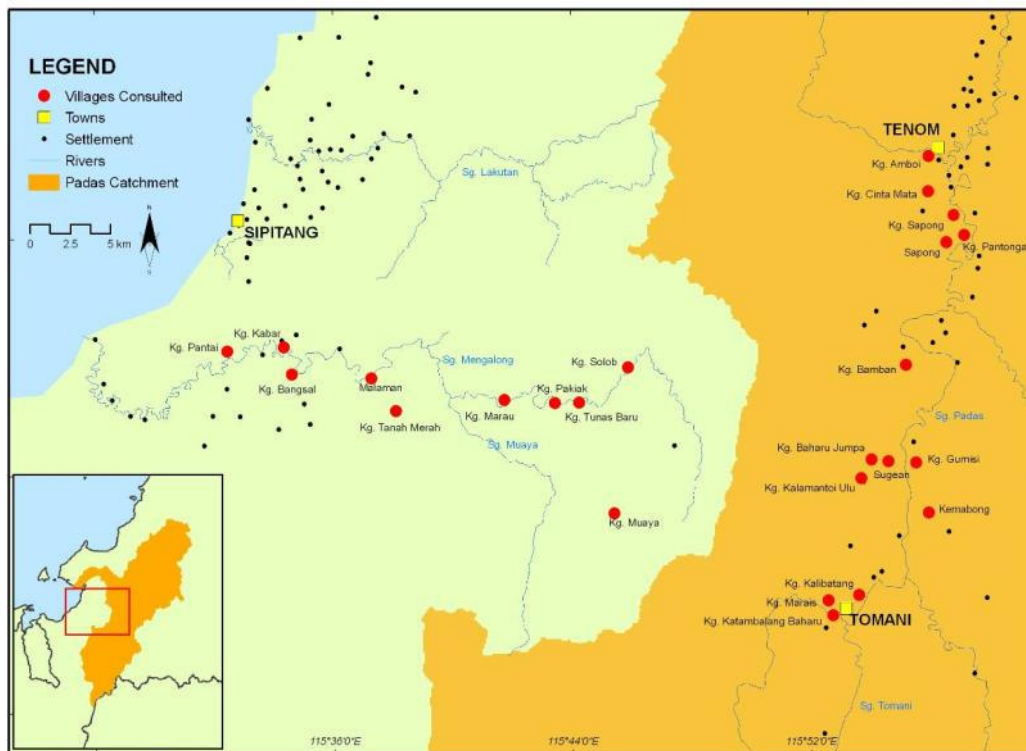 LEGEND
Villages Consulted
Towns
Settlement
Rivers
Padas Catchment
0 2.5 5 km
N
SIPITANG
Sg. Lakutan
TENOM
Kg. Amboi
Kg. Cinta Mata
Kg. Sapong
Sapong
Kg. Pantonga
Kg. Kabar
Kg. Pantai
Kg. Bangsal
Malaman
Kg. Tanah Merah
Sg. Mengalong
Kg. Solob
Kg. Pakiak
Kg. Marau
Kg. Tunas Baru
Sg. Muaya
Kg. Muaya
Kg. Bamban
Sg. Padas
Kg. Baharu Jumpa
Sugean
Kg. Gumisi
Kg. Kalamantoi Ulu
Kemabong
Kg. Kalibatang
Kg. Marais
TOMANI
Kg. Katambalang Baharu
Sg. Tomani
115°36'0"E
115°44'0"E
115°52'0"E